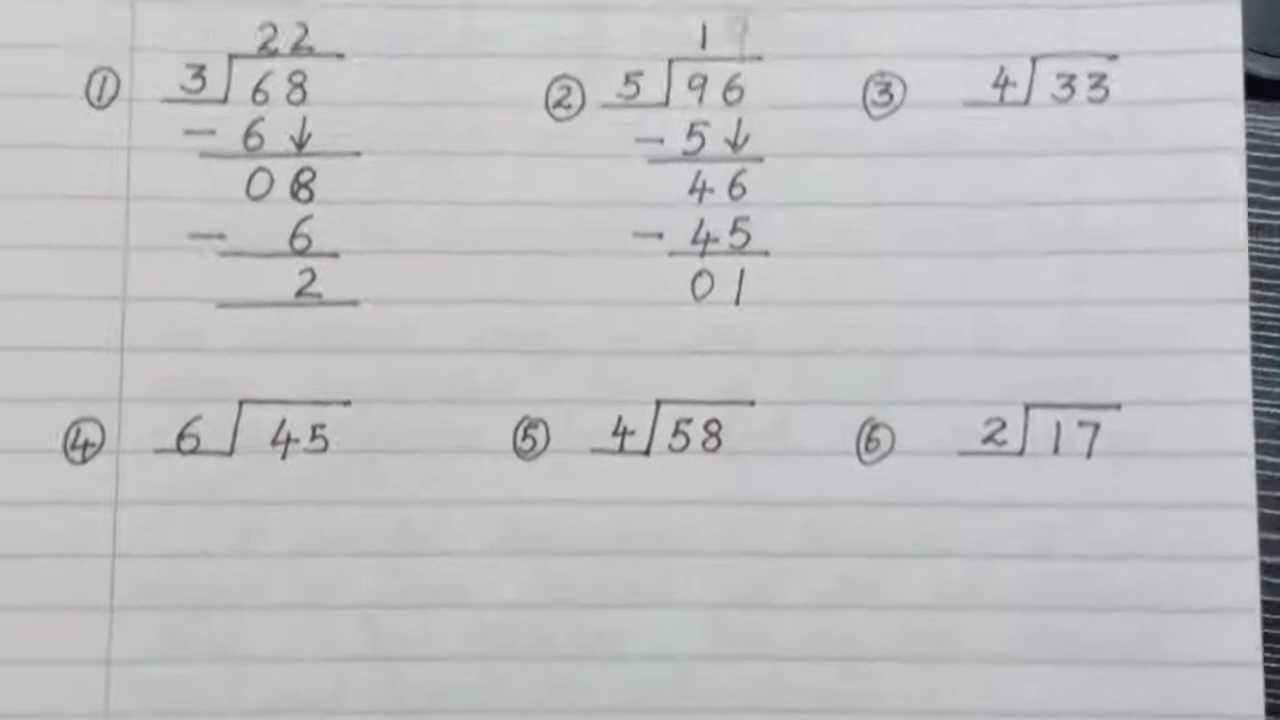 22
① 3 68
- 6 ↓
08
- 6
2
1
② 5 96
- 5 ↓
46
- 45
01
③ 4 33
④ 6 45
⑤ 4 58
⑥ 2 17